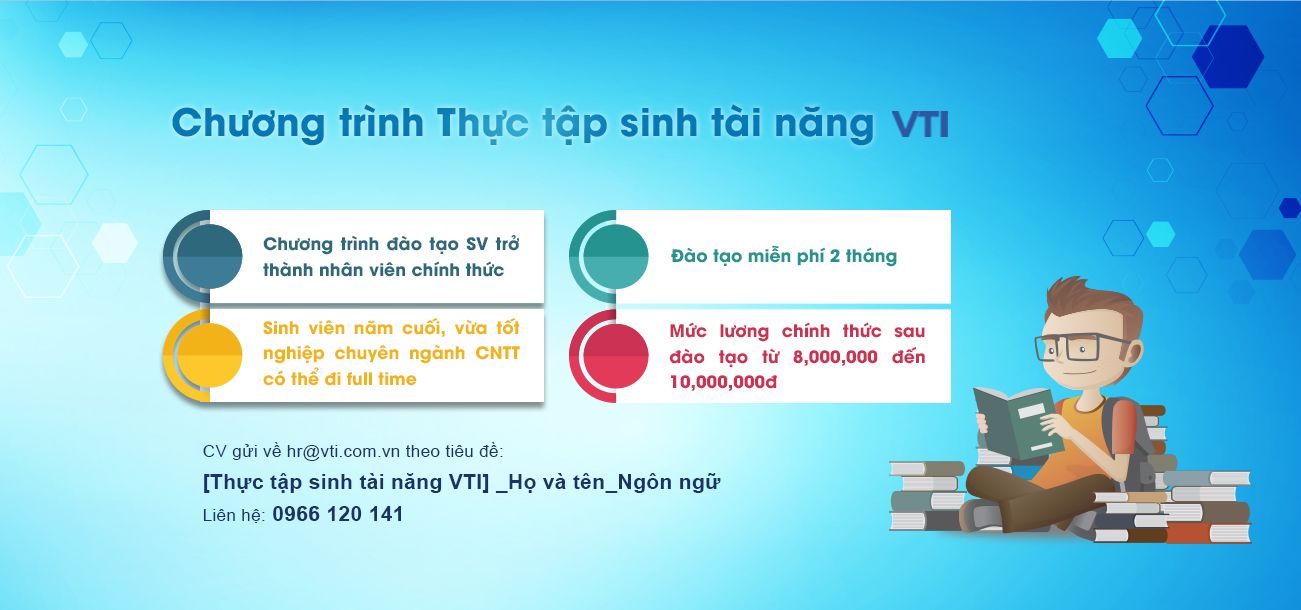 Chương trình Thực tập sinh tài năng VTI
Chương trình đào tạo SV trở
thành nhân viên chính thức
Đào tạo miễn phí 2 tháng
Sinh viên năm cuối, vừa tốt
nghiệp chuyên ngành CNTT
có thể đi full time
Mức lương chính thức sau
đào tạo từ 8,000,000 đến
10,000,000đ
CV gửi về hr@vti.com.vn theo tiêu đề:
[Thực tập sinh tài năng VTI] _Họ và tên_Ngôn ngữ
Liên hệ: 0966 120 141